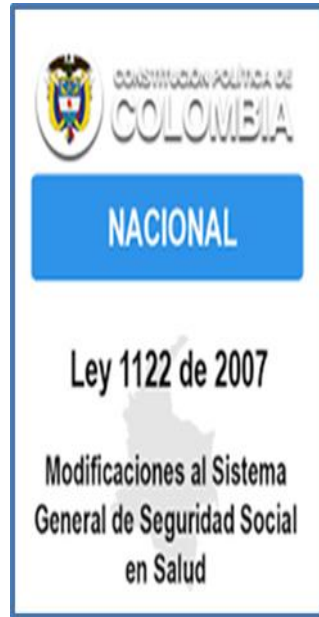 CONSTITUCIÓN POLÍTICA DE
COLOMBIA
NACIONAL
Ley 1122 de 2007
Modificaciones al Sistema
General de Seguridad Social
en Salud